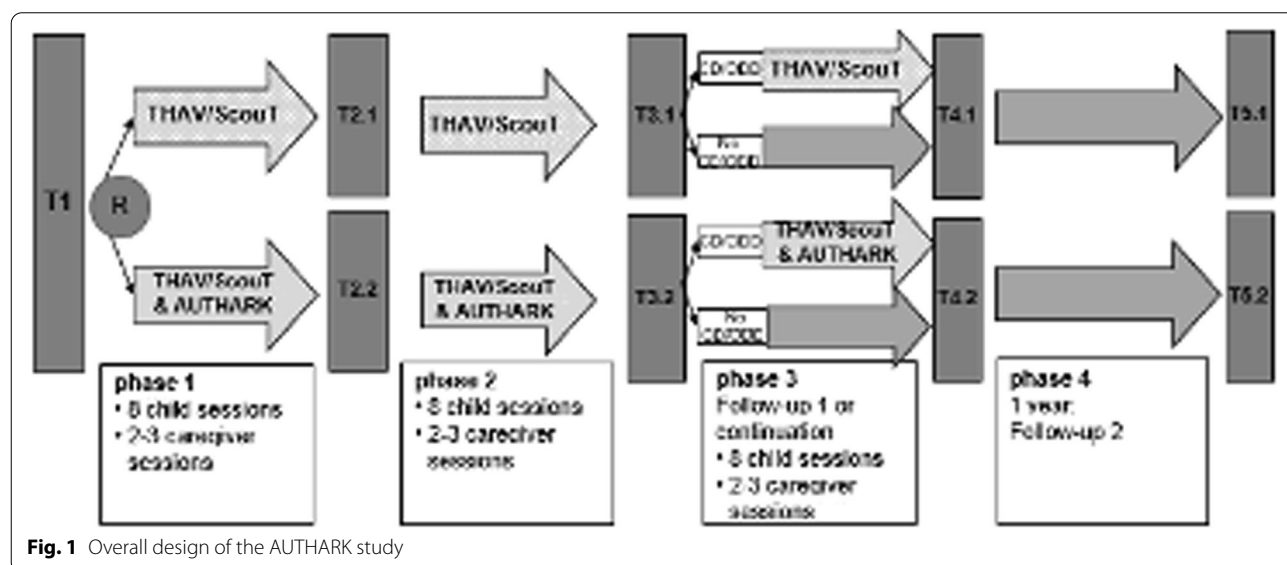 T1
R
THAV/ScouT
T2.1
THAV/ScouT
T3.1
CD/ODD
THAV/ScouT
No
CD/ODD
T4.1
T5.1
THAV/ScouT
& AUTHARK
T2.2
THAV/ScouT
& AUTHARK
T3.2
CD/ODD
THAV/ScouT
& AUTHARK
No
CD/ODD
T4.2
T5.2
phase 1
• 8 child sessions
• 2-3 caregiver
sessions
phase 2
• 8 child sessions
• 2-3 caregiver
sessions
phase 3
Follow-up 1 or
continuation
• 8 child sessions
• 2-3 caregiver
sessions
phase 4
1 year:
Follow-up 2
Fig. 1 Overall design of the AUTHARK study